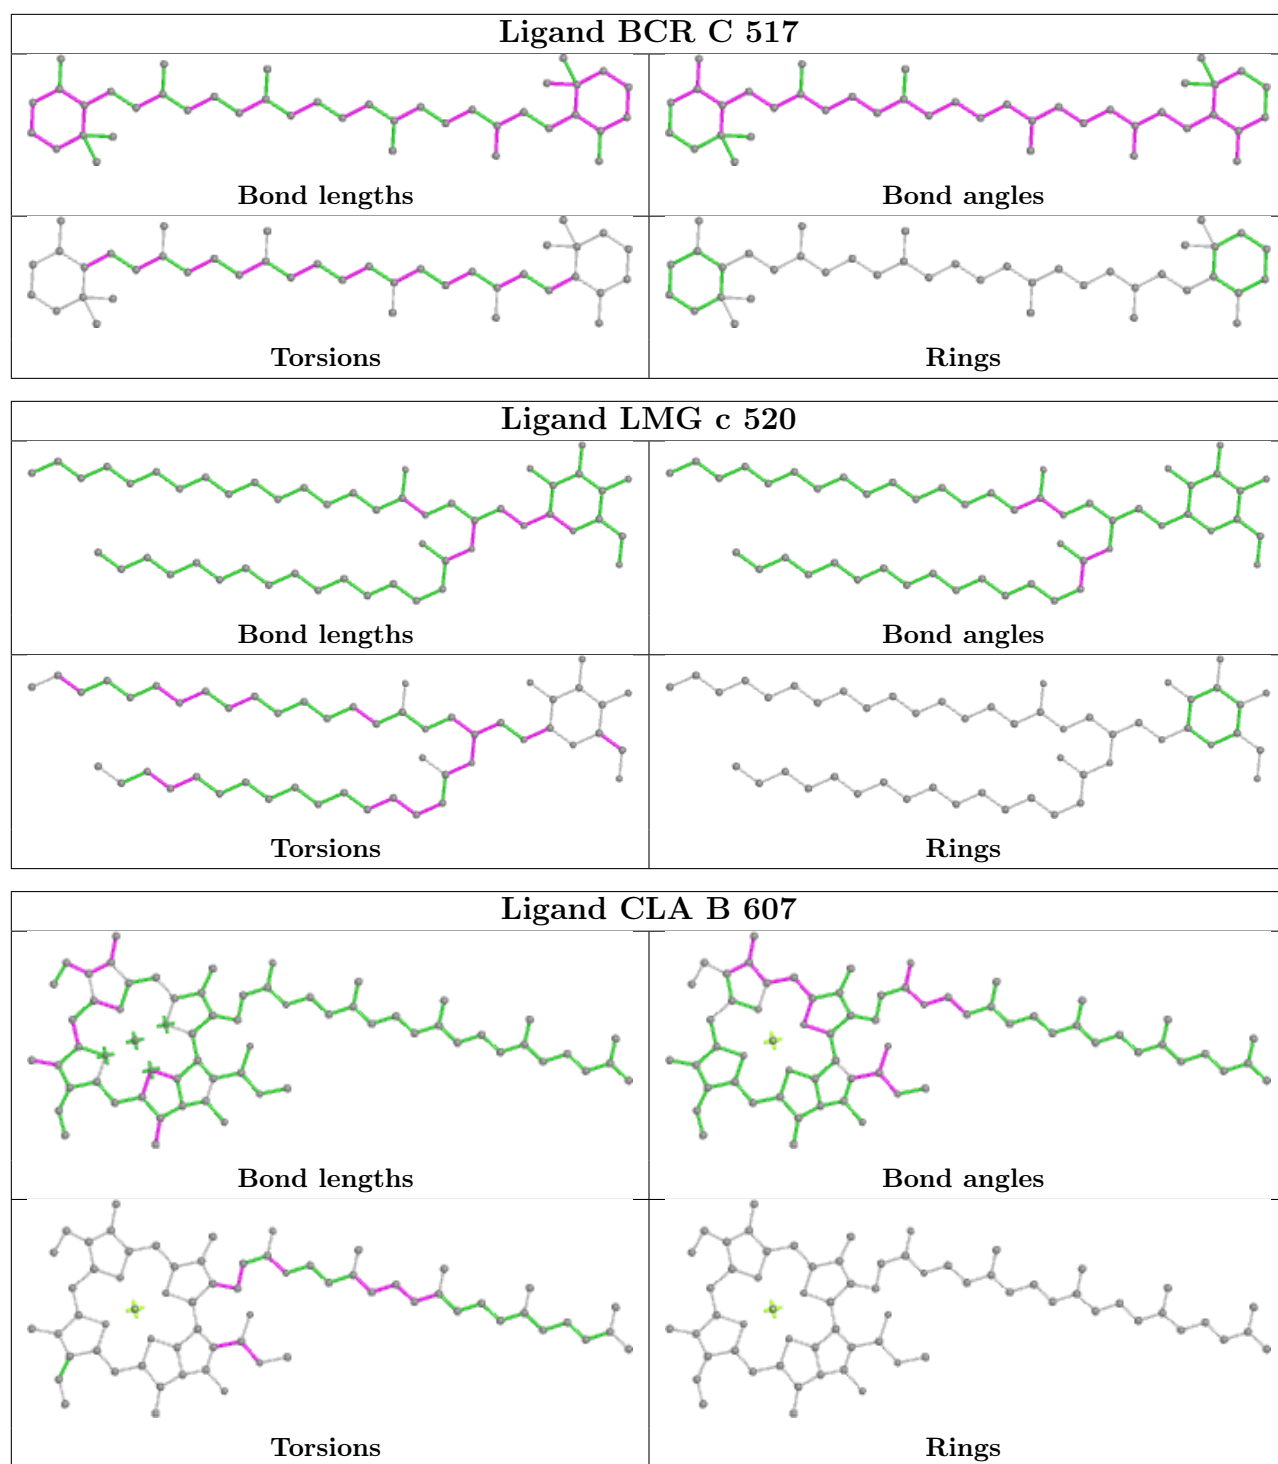 Ligand BCR C 517
Bond lengths
Bond angles
Torsions
Rings
Ligand LMG c 520
Bond lengths
Bond angles
Torsions
Rings
Ligand CLA B 607
Bond lengths
Bond angles
Torsions
Rings